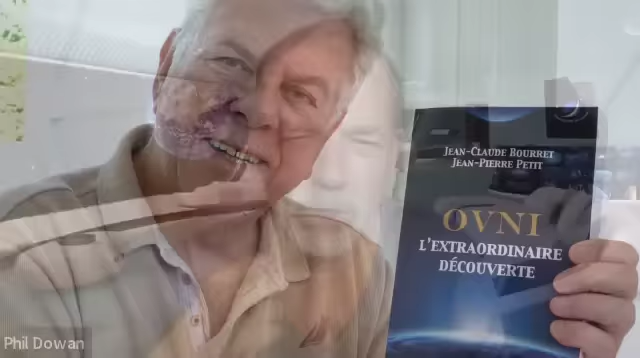 JEAN-CLAUDE BOURRET
JEAN-PIERRE PETIT
OVNI
L'EXTRAORDINAIRE
DÉCOUVERTE
Phil Dowan